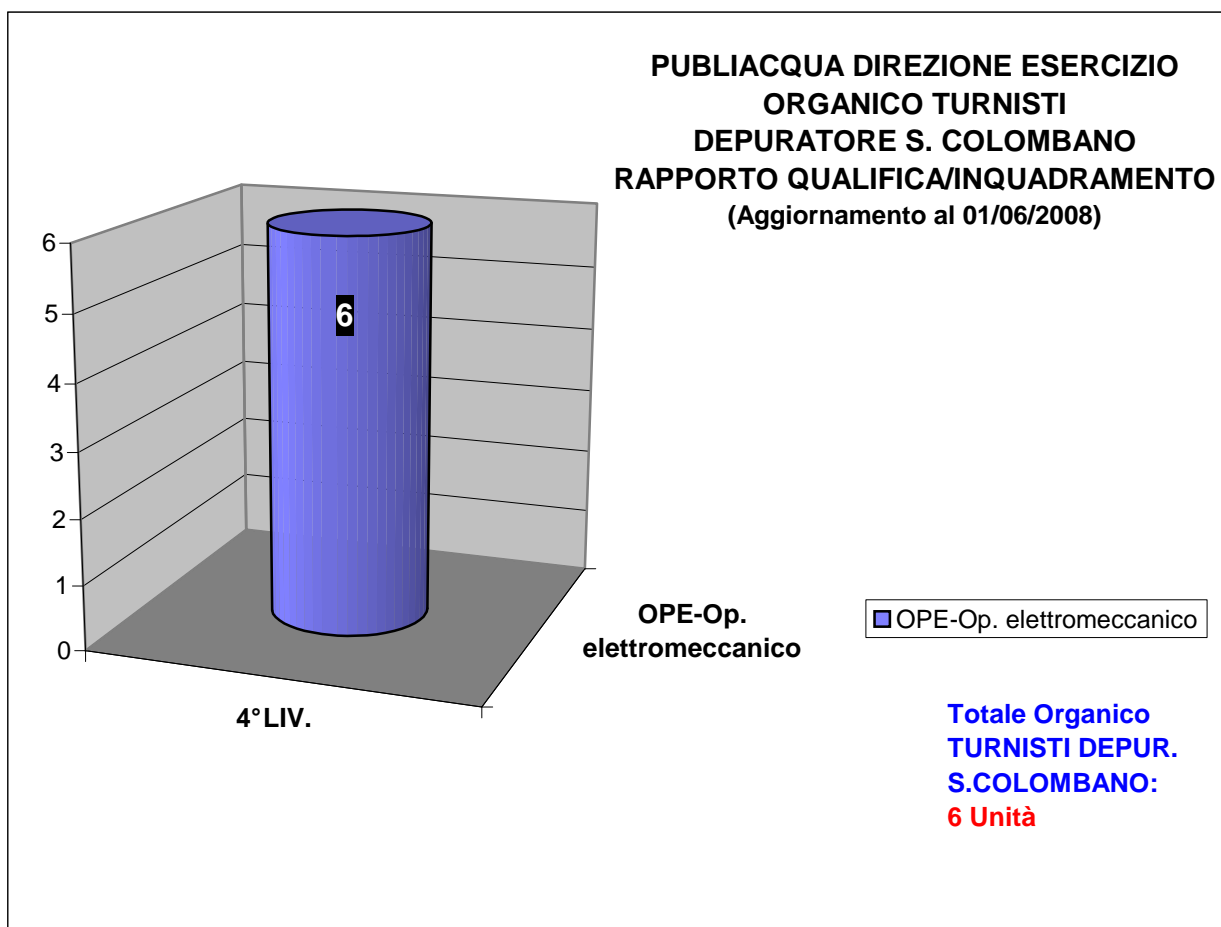 PUBLIACQUA DIREZIONE ESERCIZIO
ORGANICO TURNISTI
DEPURATORE S. COLOMBANO
RAPPORTO QUALIFICA/INQUADRAMENTO
(Aggiornamento al 01/06/2008)
6
5
4
3
2
1
0
6
4° LIV.
OPE-Op.
elettromeccanico
OPE-Op. elettromeccanico
Totale Organico
TURNISTI DEPUR.
S.COLOMBANO:
6 Unità